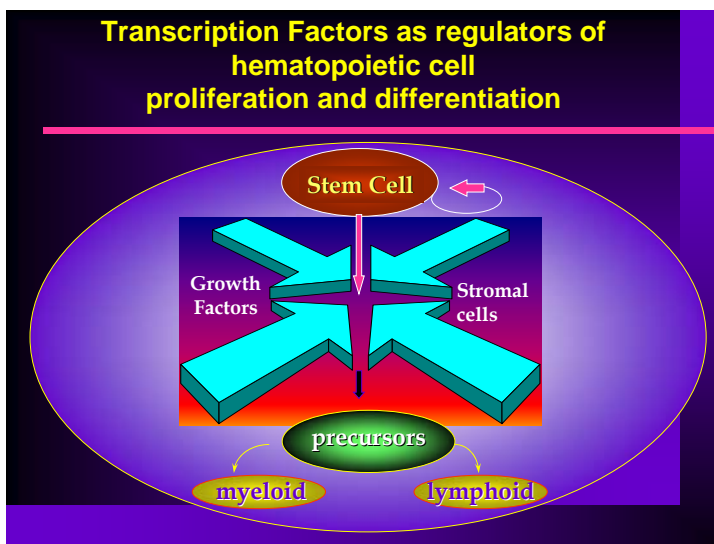 Transcription Factors as regulators of
hematopoietic cell
proliferation and differentiation
Stem Cell
Growth
Factors
Stromal
cells
precursors
myeloid
lymphoid